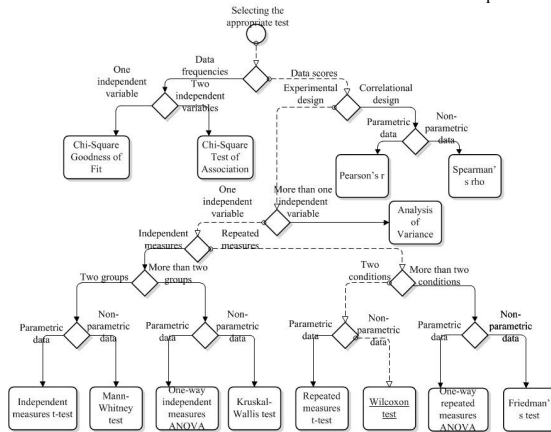 Selecting the
appropriate test
Data
frequencies
Data scores
One
independent
variable
Two
independent
variables
Experimental
design
Correlational
design
Chi-Square
Goodness of
Fit
Chi-Square
Test of
Association
Parametric
data
Non-
parametric
data
Pearson's r
Spearman'
s rho
One
independent
variable
More than one
independent
variable
Analysis
of
Variance
Independent
measures
Repeated
measures
Two groups
More than two
groups
Two
conditions
More than two
conditions
Parametric
data
Non-
parametric
data
Parametric
data
Non-
parametric
data
Parametric
data
Non-
parametric
data
Parametric
data
Non-
parametric
data
Independent
measures t-test
Mann-
Whitney
test
One-way
independent
measures
ANOVA
Kruskal-
Wallis test
Repeated
measures
t-test
Wilcoxon
test
One-way
repeated
measures
ANOVA
Friedman'
s test